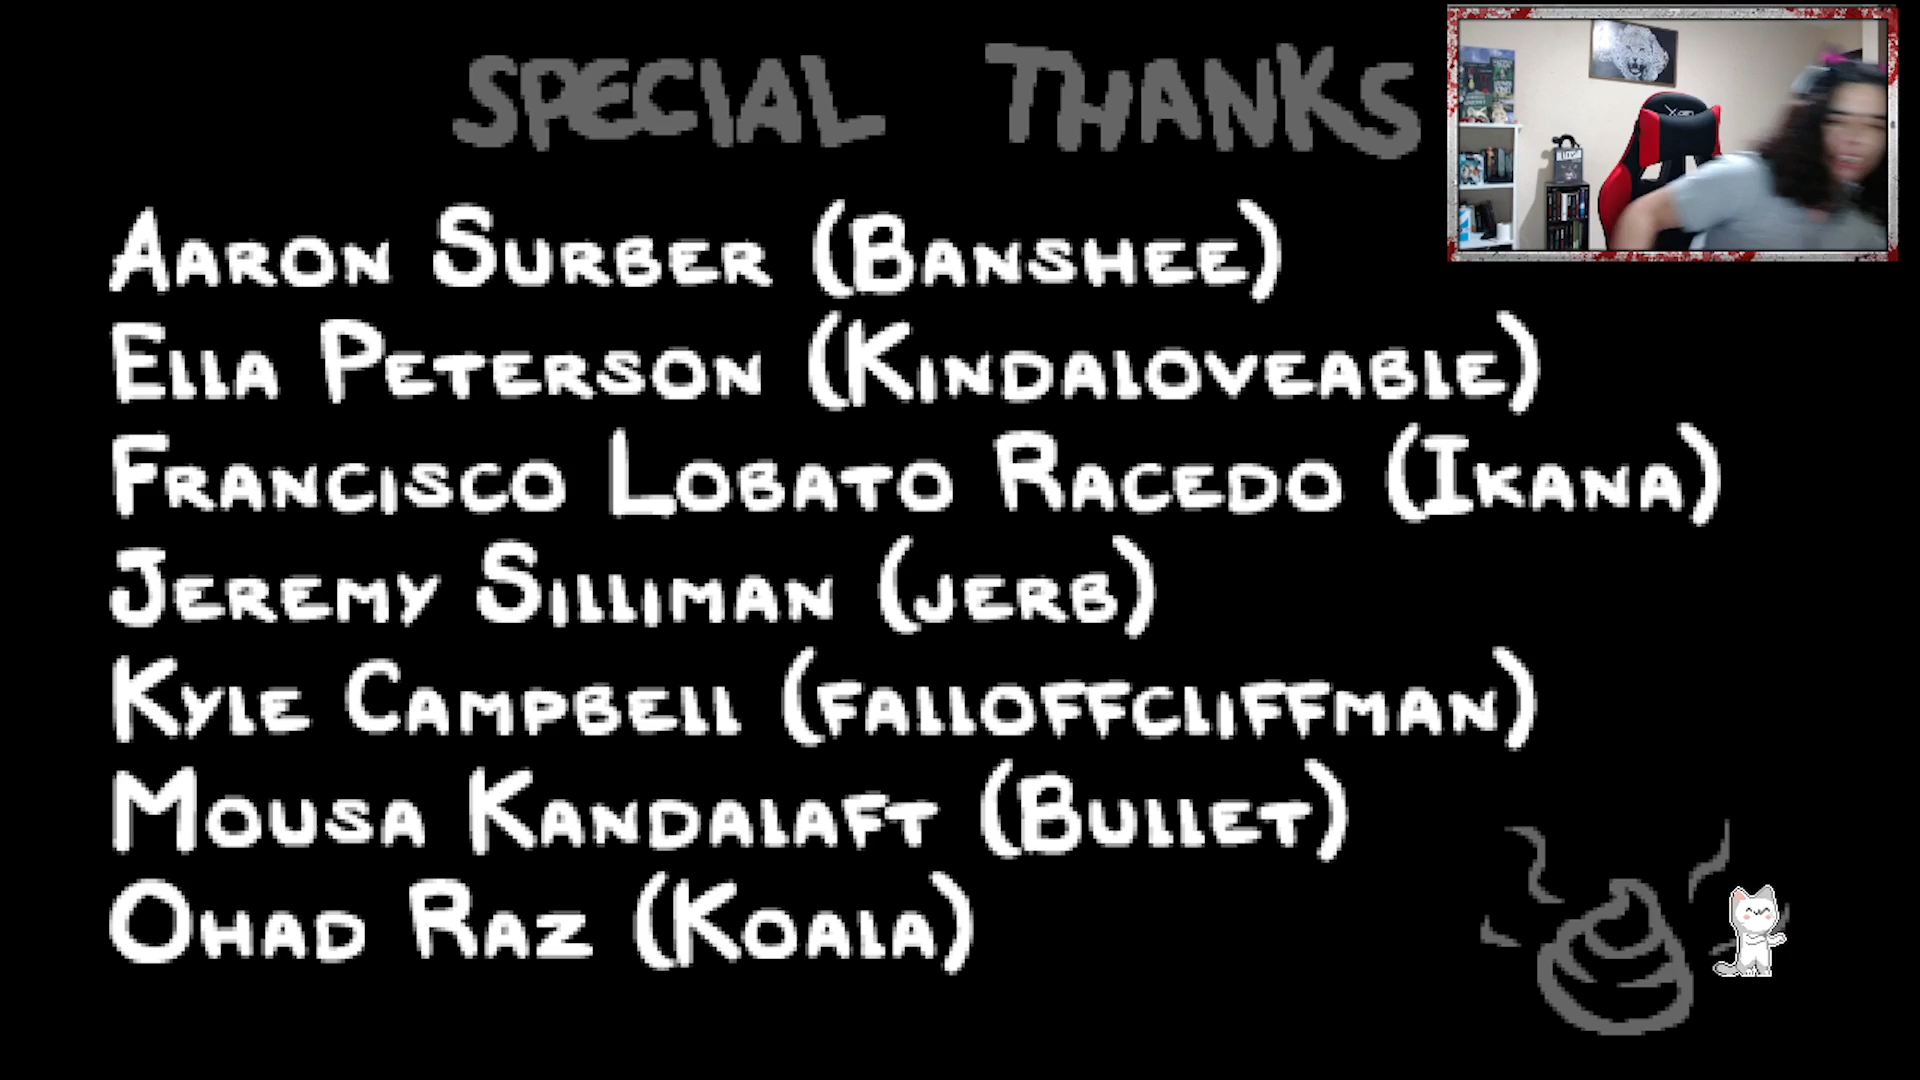 SPECIAL THANKS
AARON SURBER (BANSHEE)
ELLA PETERSON (KINDALOVEABLE)
FRANCISCO LOBATO RACEDO (IKANA)
JEREMY SILLIMAN (JERB)
KYLE CAMPBELL (FALLOFFCLIFFMAN)
MOUSA KANDALAFT (BULLET)
OHAD RAZ (KOALA)